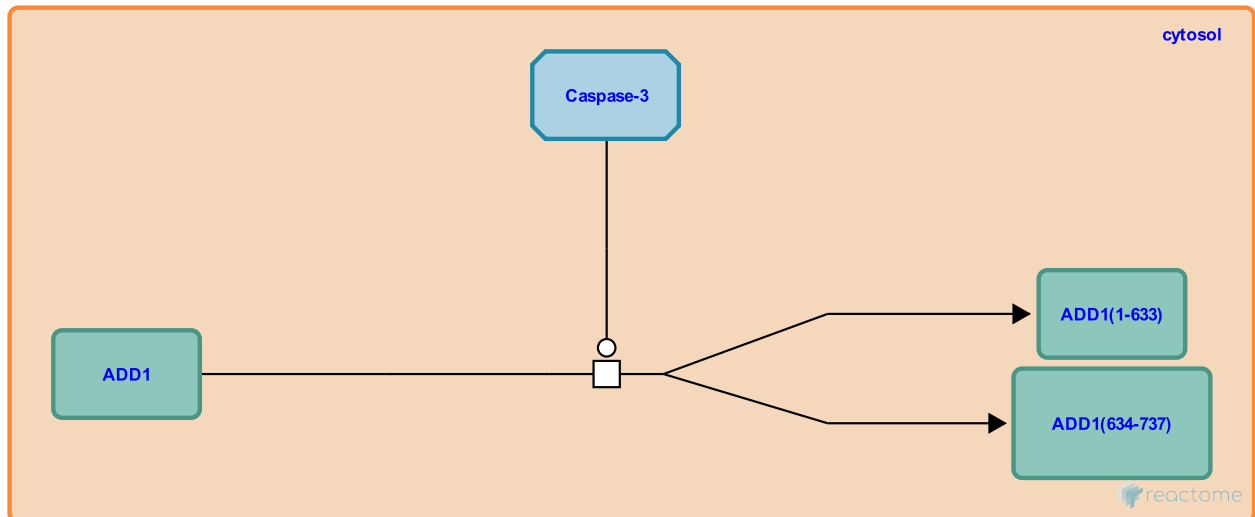 cytosol
Caspase-3
ADD1(1-633)
ADD1
ADD1(634-737)
reactome